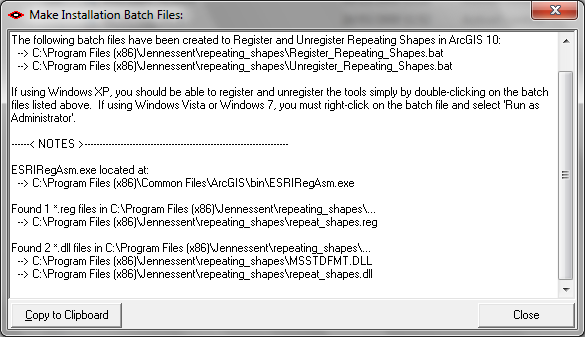 Make Installation Batch Files:
The following batch files have been created to Register and Unregister Repeating Shapes in ArcGIS 10:
--> C:\Program Files (x86)\Jennessent\repeating_shapes\Register_Repeating_Shapes.bat
--> C:\Program Files (x86)\Jennessent\repeating_shapes\Unregister_Repeating_Shapes.bat
If using Windows XP, you should be able to register and unregister the tools simply by double-clicking on the batch
files listed above.  If using Windows Vista or Windows 7, you must right-click on the batch file and select 'Run as
Administrator'.
------< NOTES >--------------------------------------------------------------------
ESRIRegAsm.exe located at:
--> C:\Program Files (x86)\Common Files\ArcGIS\bin\ESRIRegAsm.exe
Found 1 *.reg files in C:\Program Files (x86)\Jennessent\repeating_shapes\...
--> C:\Program Files (x86)\Jennessent\repeating_shapes\repeat_shapes.reg
Found 2 *.dll files in C:\Program Files (x86)\Jennessent\repeating_shapes\...
--> C:\Program Files (x86)\Jennessent\repeating_shapes\MSSTDFMT.DLL
--> C:\Program Files (x86)\Jennessent\repeating_shapes\repeat_shapes.dll
Copy to Clipboard
Close